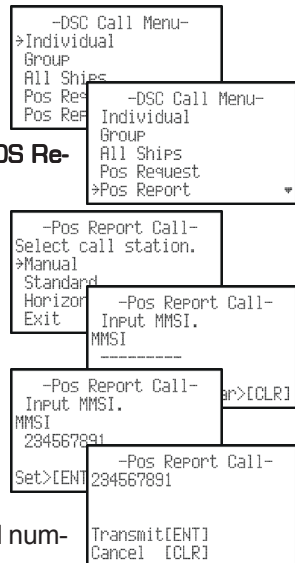 -DSC Call Menu-
→Individual
Group
All Ships
Pos Req
Pos Rep
-DSC Call Menu-
Individual
Group
All Ships
Pos Request
→Pos Report
OS Re-
-Pos Report Call-
Select call station.
→Manual
Standard
Horizon
Exit
-Pos Report Call-
Input MMSI.
MMSI
---------
ar>[CLR]
-Pos Report Call-
Input MMSI.
MMSI
234567891
Set>[ENT
-Pos Report Call-
234567891
Transmit[ENT]
Cancel [CLR]
l num-